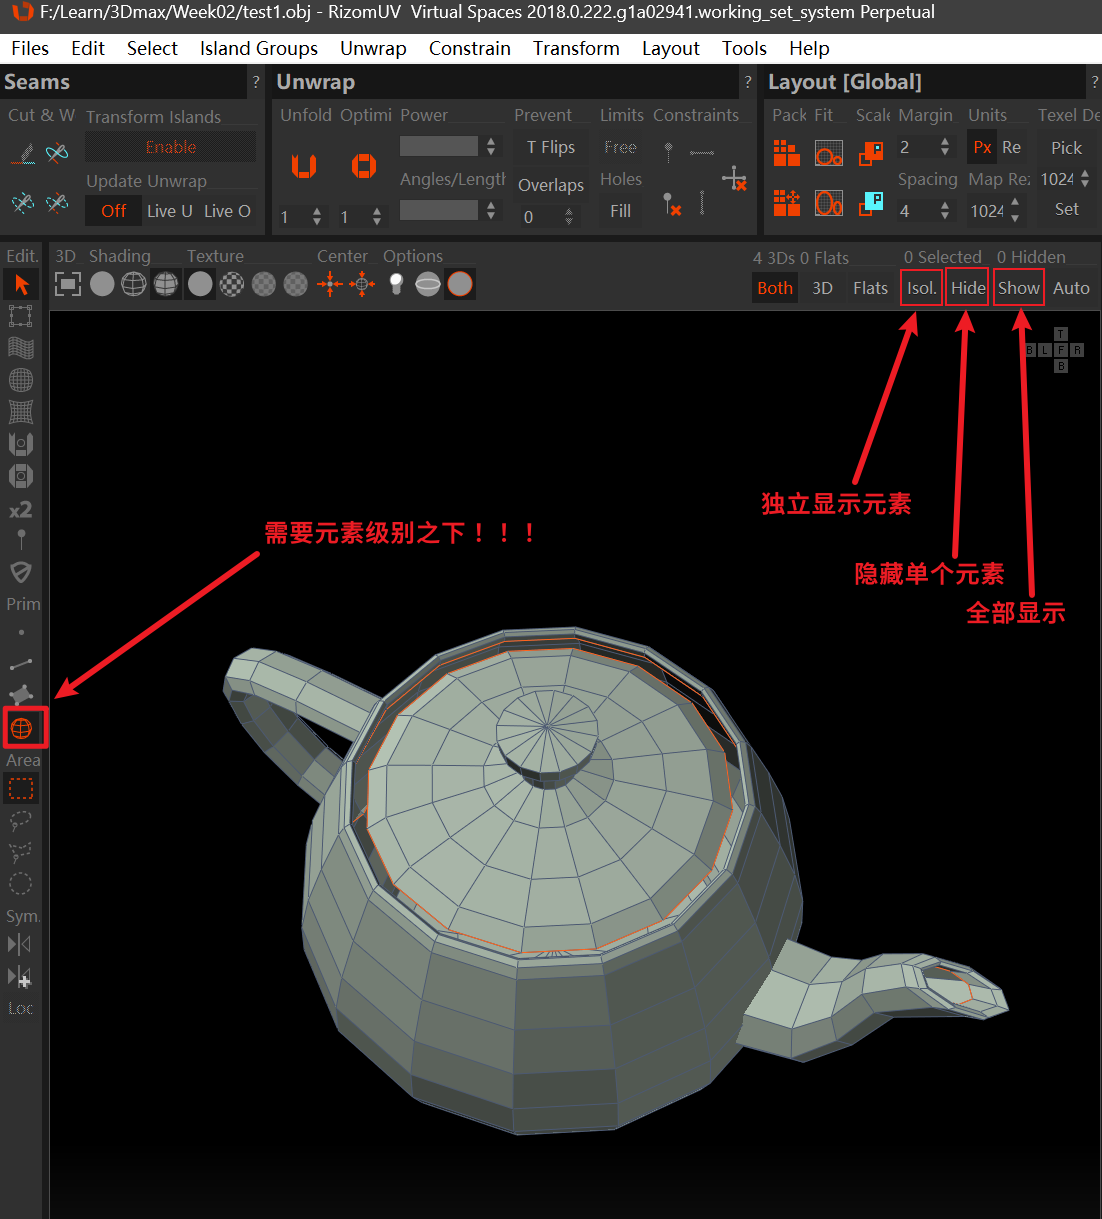 F:/Learn/3Dmax/Week02/test1.obj - RizomUV  Virtual Spaces 2018.0.222.g1a02941.working_set_system Perpetual
Files Edit Select Island Groups Unwrap Constrain Transform Layout Tools Help
Seams ? Unwrap ? Layout [Global] ?
Cut & W Transform Islands Unfold Optimi Power Prevent Limits Constraints Pack Fit Scale Margin Units Texel De
Enable T Flips Free 2 Px Re Pick
Update Unwrap Angles/Length Overlaps Holes Spacing Map Rez 1024
Off Live U Live O 1 1 0 Fill 4 1024 Set
Edit. 3D Shading Texture Center Options 4 3Ds 0 Flats 0 Selected 0 Hidden
Both 3D Flats Isol. Hide Show Auto
T
B L F R
B
独立显示元素
x2
需要元素级别之下！！！
隐藏单个元素
Prim
全部显示
Area
Sym.
Loc